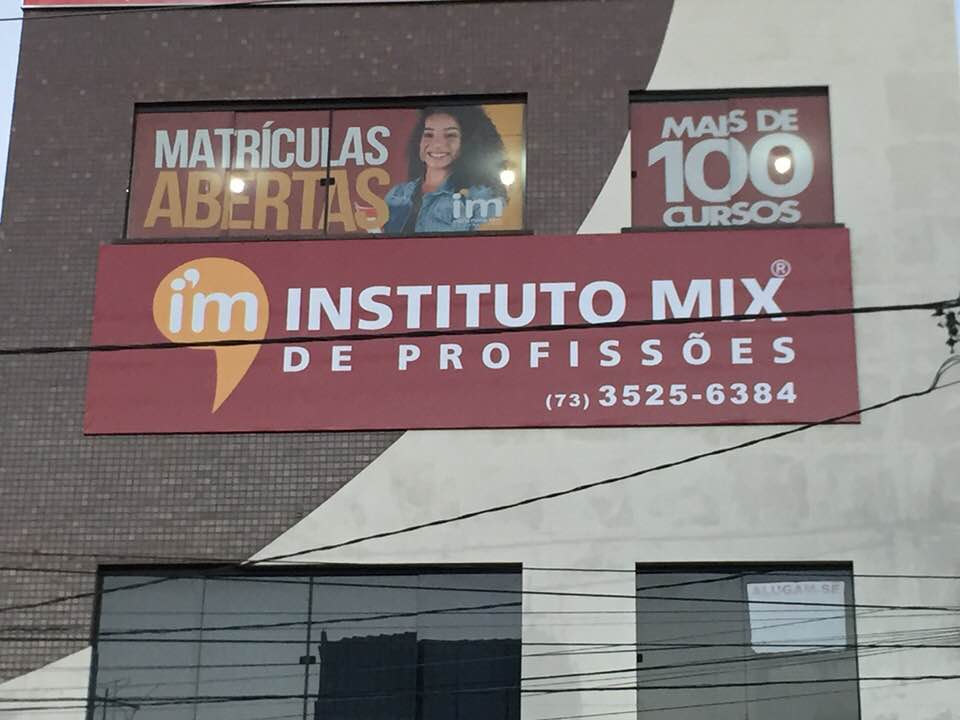 MATRÍCULAS
ABERTAS
im
MAIS DE
100
CURSOS
i'm INSTITUTO MIX®
DE PROFISSÕES
(73) 3525-6384
ALUGAM-SE